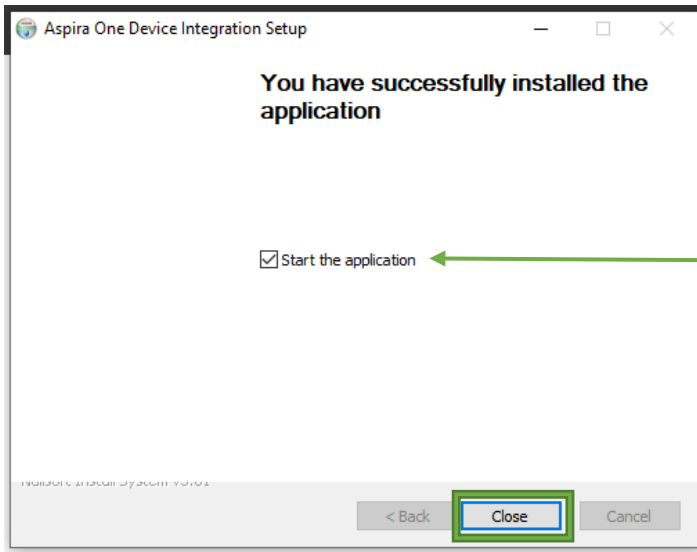 Aspira One Device Integration Setup
You have successfully installed the
application
Start the application
< Back
Close
Cancel